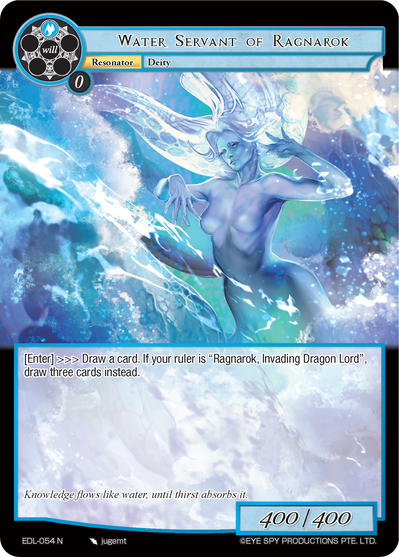 Water Servant of Ragnarok
will
Resonator Deity
0
[Enter] >>> Draw a card. If your ruler is "Ragnarok, Invading Dragon Lord",
draw three cards instead.
Knowledge flows like water, until thirst absorbs it.
400/400
EDL-054 N jugemt ©EYE SPY PRODUCTIONS PTE. LTD.